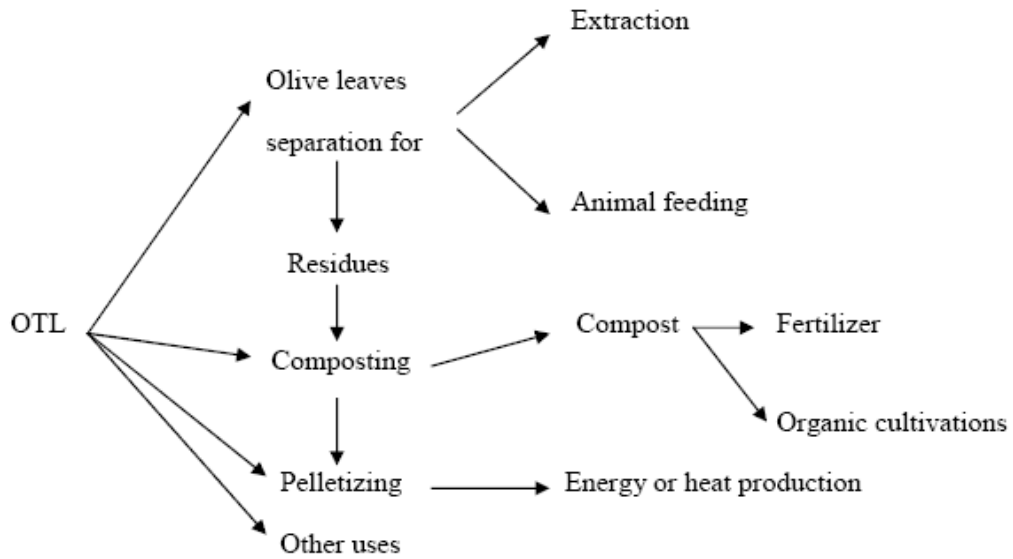 Extraction
Olive leaves
separation for
Animal feeding
Residues
OTL
Compost
Fertilizer
Composting
Organic cultivations
Pelletizing
Energy or heat production
Other uses